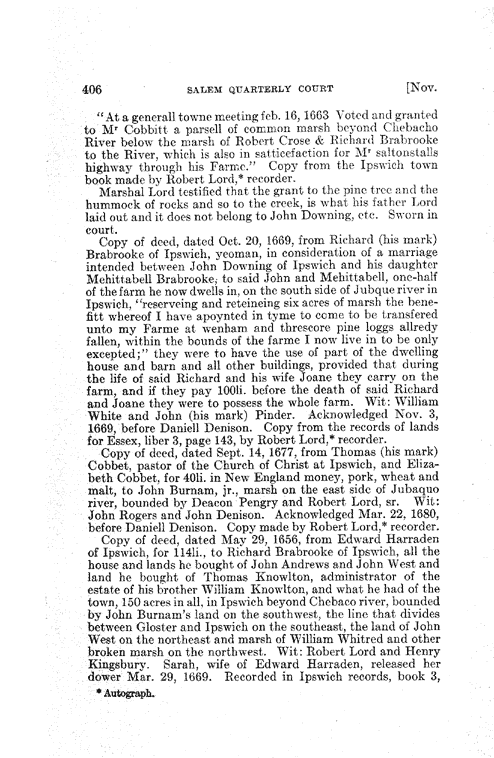 406 SALEM QUARTERLY COURT [Nov.
"At a generall towne meeting feb. 16, 1663 Voted and granted
to Mr Cobbitt a parsell of common marsh beyond Chebacho
River below the marsh of Robert Crose & Richard Brabrooke
to the River, which is also in satticefaction for Mr saltonstalls
highway through his Farme." Copy from the Ipswich town
book made by Robert Lord,* recorder.
Marshal Lord testified that the grant to the pine tree and the
hummock of rocks and so to the creek, is what his father Lord
laid out and it does not belong to John Downing, etc. Sworn in
court.
Copy of deed, dated Oct. 20, 1669, from Richard (his mark)
Brabrooke of Ipswich, yeoman, in consideration of a marriage
intended between John Downing of Ipswich and his daughter
Mehittabell Brabrooke; to said John and Mehittabell, one-half
of the farm he now dwells in, on the south side of Jubque river in
Ipswich, "reserveing and reteineing six acres of marsh the bene-
fitt whereof I have apoynted in tyme to come to be transfered
unto my Farme at wenham and threscore pine loggs allredy
fallen, within the bounds of the farme I now live in to be only
excepted;" they were to have the use of part of the dwelling
house and barn and all other buildings, provided that during
the life of said Richard and his wife Joane they carry on the
farm, and if they pay 100li. before the death of said Richard
and Joane they were to possess the whole farm. Wit: William
White and John (his mark) Pinder. Acknowledged Nov. 3,
1669, before Daniell Denison. Copy from the records of lands
for Essex, liber 3, page 143, by Robert Lord,* recorder.
Copy of deed, dated Sept. 14, 1677, from Thomas (his mark)
Cobbet, pastor of the Church of Christ at Ipswich, and Eliza-
beth Cobbet, for 40li. in New England money, pork, wheat and
malt, to John Burnam, jr., marsh on the east side of Jubaquo
river, bounded by Deacon Pengry and Robert Lord, sr. Wit:
John Rogers and John Denison. Acknowledged Mar. 22, 1680,
before Daniell Denison. Copy made by Robert Lord,* recorder.
Copy of deed, dated May 29, 1656, from Edward Harraden
of Ipswich, for 114li., to Richard Brabrooke of Ipswich, all the
house and lands he bought of John Andrews and John West and
land he bought of Thomas Knowlton, administrator of the
estate of his brother William Knowlton, and what he had of the
town, 150 acres in all, in Ipswich beyond Chebaco river, bounded
by John Burnam's land on the southwest, the line that divides
between Gloster and Ipswich on the southeast, the land of John
West on the northeast and marsh of William Whitred and other
broken marsh on the northwest. Wit: Robert Lord and Henry
Kingsbury. Sarah, wife of Edward Harraden, released her
dower Mar. 29, 1669. Recorded in Ipswich records, book 3,
* Autograph.